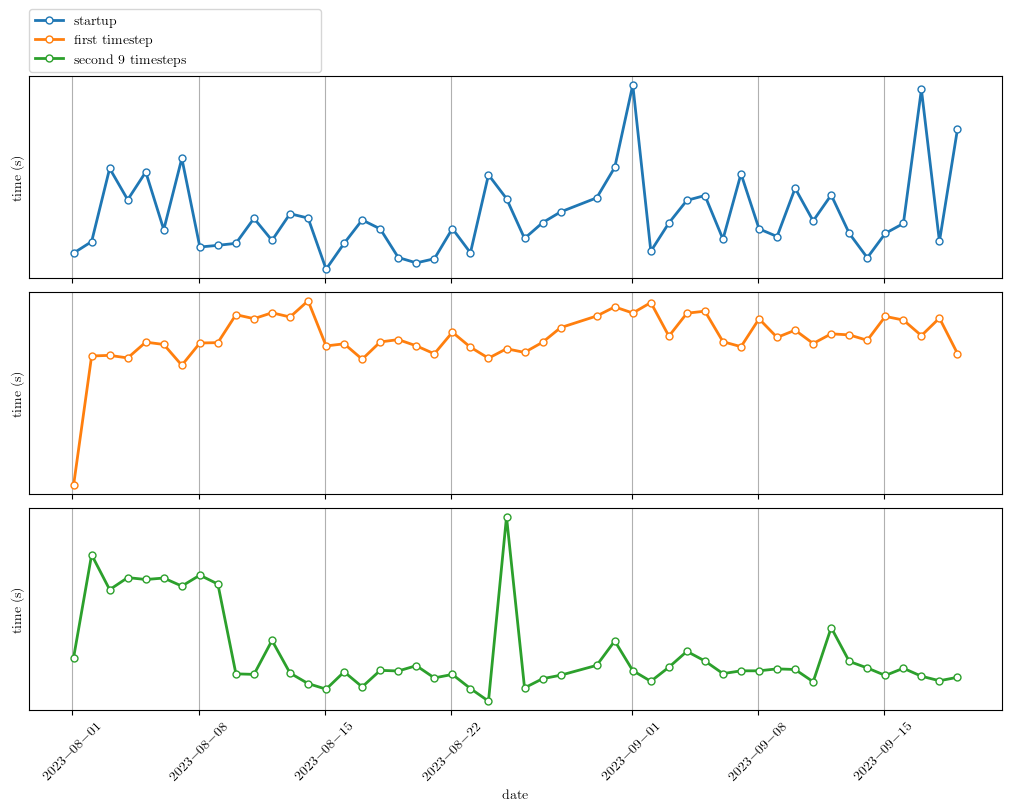 startup
first timestep
second 9 timesteps
time (s)
time (s)
time (s)
2023−08−01
2023−08−08
2023−08−15
2023−08−22
2023−09−01
2023−09−08
2023−09−15
date